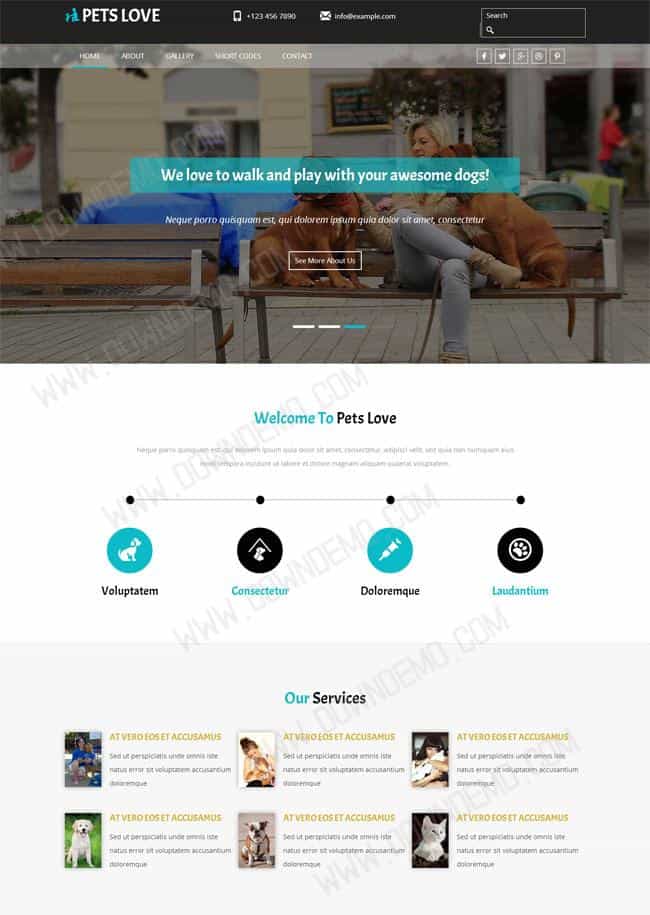 PETS LOVE
+123 456 7890
info@example.com
Search
HOME
ABOUT
GALLERY
SHORT CODES
CONTACT
We love to walk and play with your awesome dogs!
Neque porro quisquam est, qui dolorem ipsum quia dolor sit amet, consectetur
See More About Us
Welcome To Pets Love
Neque porro quisquam est, qui dolorem ipsum quia dolor sit amet, consectetur, adipisci velit, sed quia non numquam eius
modi tempora incidunt ut labore et dolore magnam aliquam quaerat voluptatem.
Voluptatem
Consectetur
Doloremque
Laudantium
Our Services
AT VERO EOS ET ACCUSAMUS
Sed ut perspiciatis unde omnis iste
natus error sit voluptatem accusantium
doloremque
AT VERO EOS ET ACCUSAMUS
Sed ut perspiciatis unde omnis iste
natus error sit voluptatem accusantium
doloremque
AT VERO EOS ET ACCUSAMUS
Sed ut perspiciatis unde omnis iste
natus error sit voluptatem accusantium
doloremque
AT VERO EOS ET ACCUSAMUS
Sed ut perspiciatis unde omnis iste
natus error sit voluptatem accusantium
doloremque
AT VERO EOS ET ACCUSAMUS
Sed ut perspiciatis unde omnis iste
natus error sit voluptatem accusantium
doloremque
AT VERO EOS ET ACCUSAMUS
Sed ut perspiciatis unde omnis iste
natus error sit voluptatem accusantium
doloremque
WWW.DOWNDEMO.COM
WWW.DOWNDEMO.COM
WWW.DOWNDEMO.COM
WWW.DOWNDEMO.COM